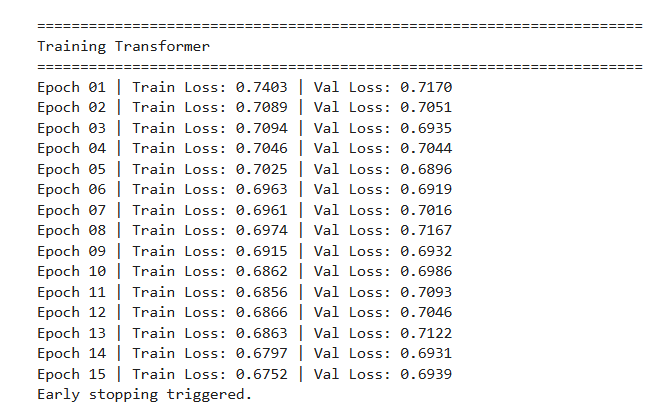 ======================================================================
Training Transformer
======================================================================
Epoch 01 | Train Loss: 0.7403 | Val Loss: 0.7170
Epoch 02 | Train Loss: 0.7089 | Val Loss: 0.7051
Epoch 03 | Train Loss: 0.7094 | Val Loss: 0.6935
Epoch 04 | Train Loss: 0.7046 | Val Loss: 0.7044
Epoch 05 | Train Loss: 0.7025 | Val Loss: 0.6896
Epoch 06 | Train Loss: 0.6963 | Val Loss: 0.6919
Epoch 07 | Train Loss: 0.6961 | Val Loss: 0.7016
Epoch 08 | Train Loss: 0.6974 | Val Loss: 0.7167
Epoch 09 | Train Loss: 0.6915 | Val Loss: 0.6932
Epoch 10 | Train Loss: 0.6862 | Val Loss: 0.6986
Epoch 11 | Train Loss: 0.6856 | Val Loss: 0.7093
Epoch 12 | Train Loss: 0.6866 | Val Loss: 0.7046
Epoch 13 | Train Loss: 0.6863 | Val Loss: 0.7122
Epoch 14 | Train Loss: 0.6797 | Val Loss: 0.6931
Epoch 15 | Train Loss: 0.6752 | Val Loss: 0.6939
Early stopping triggered.